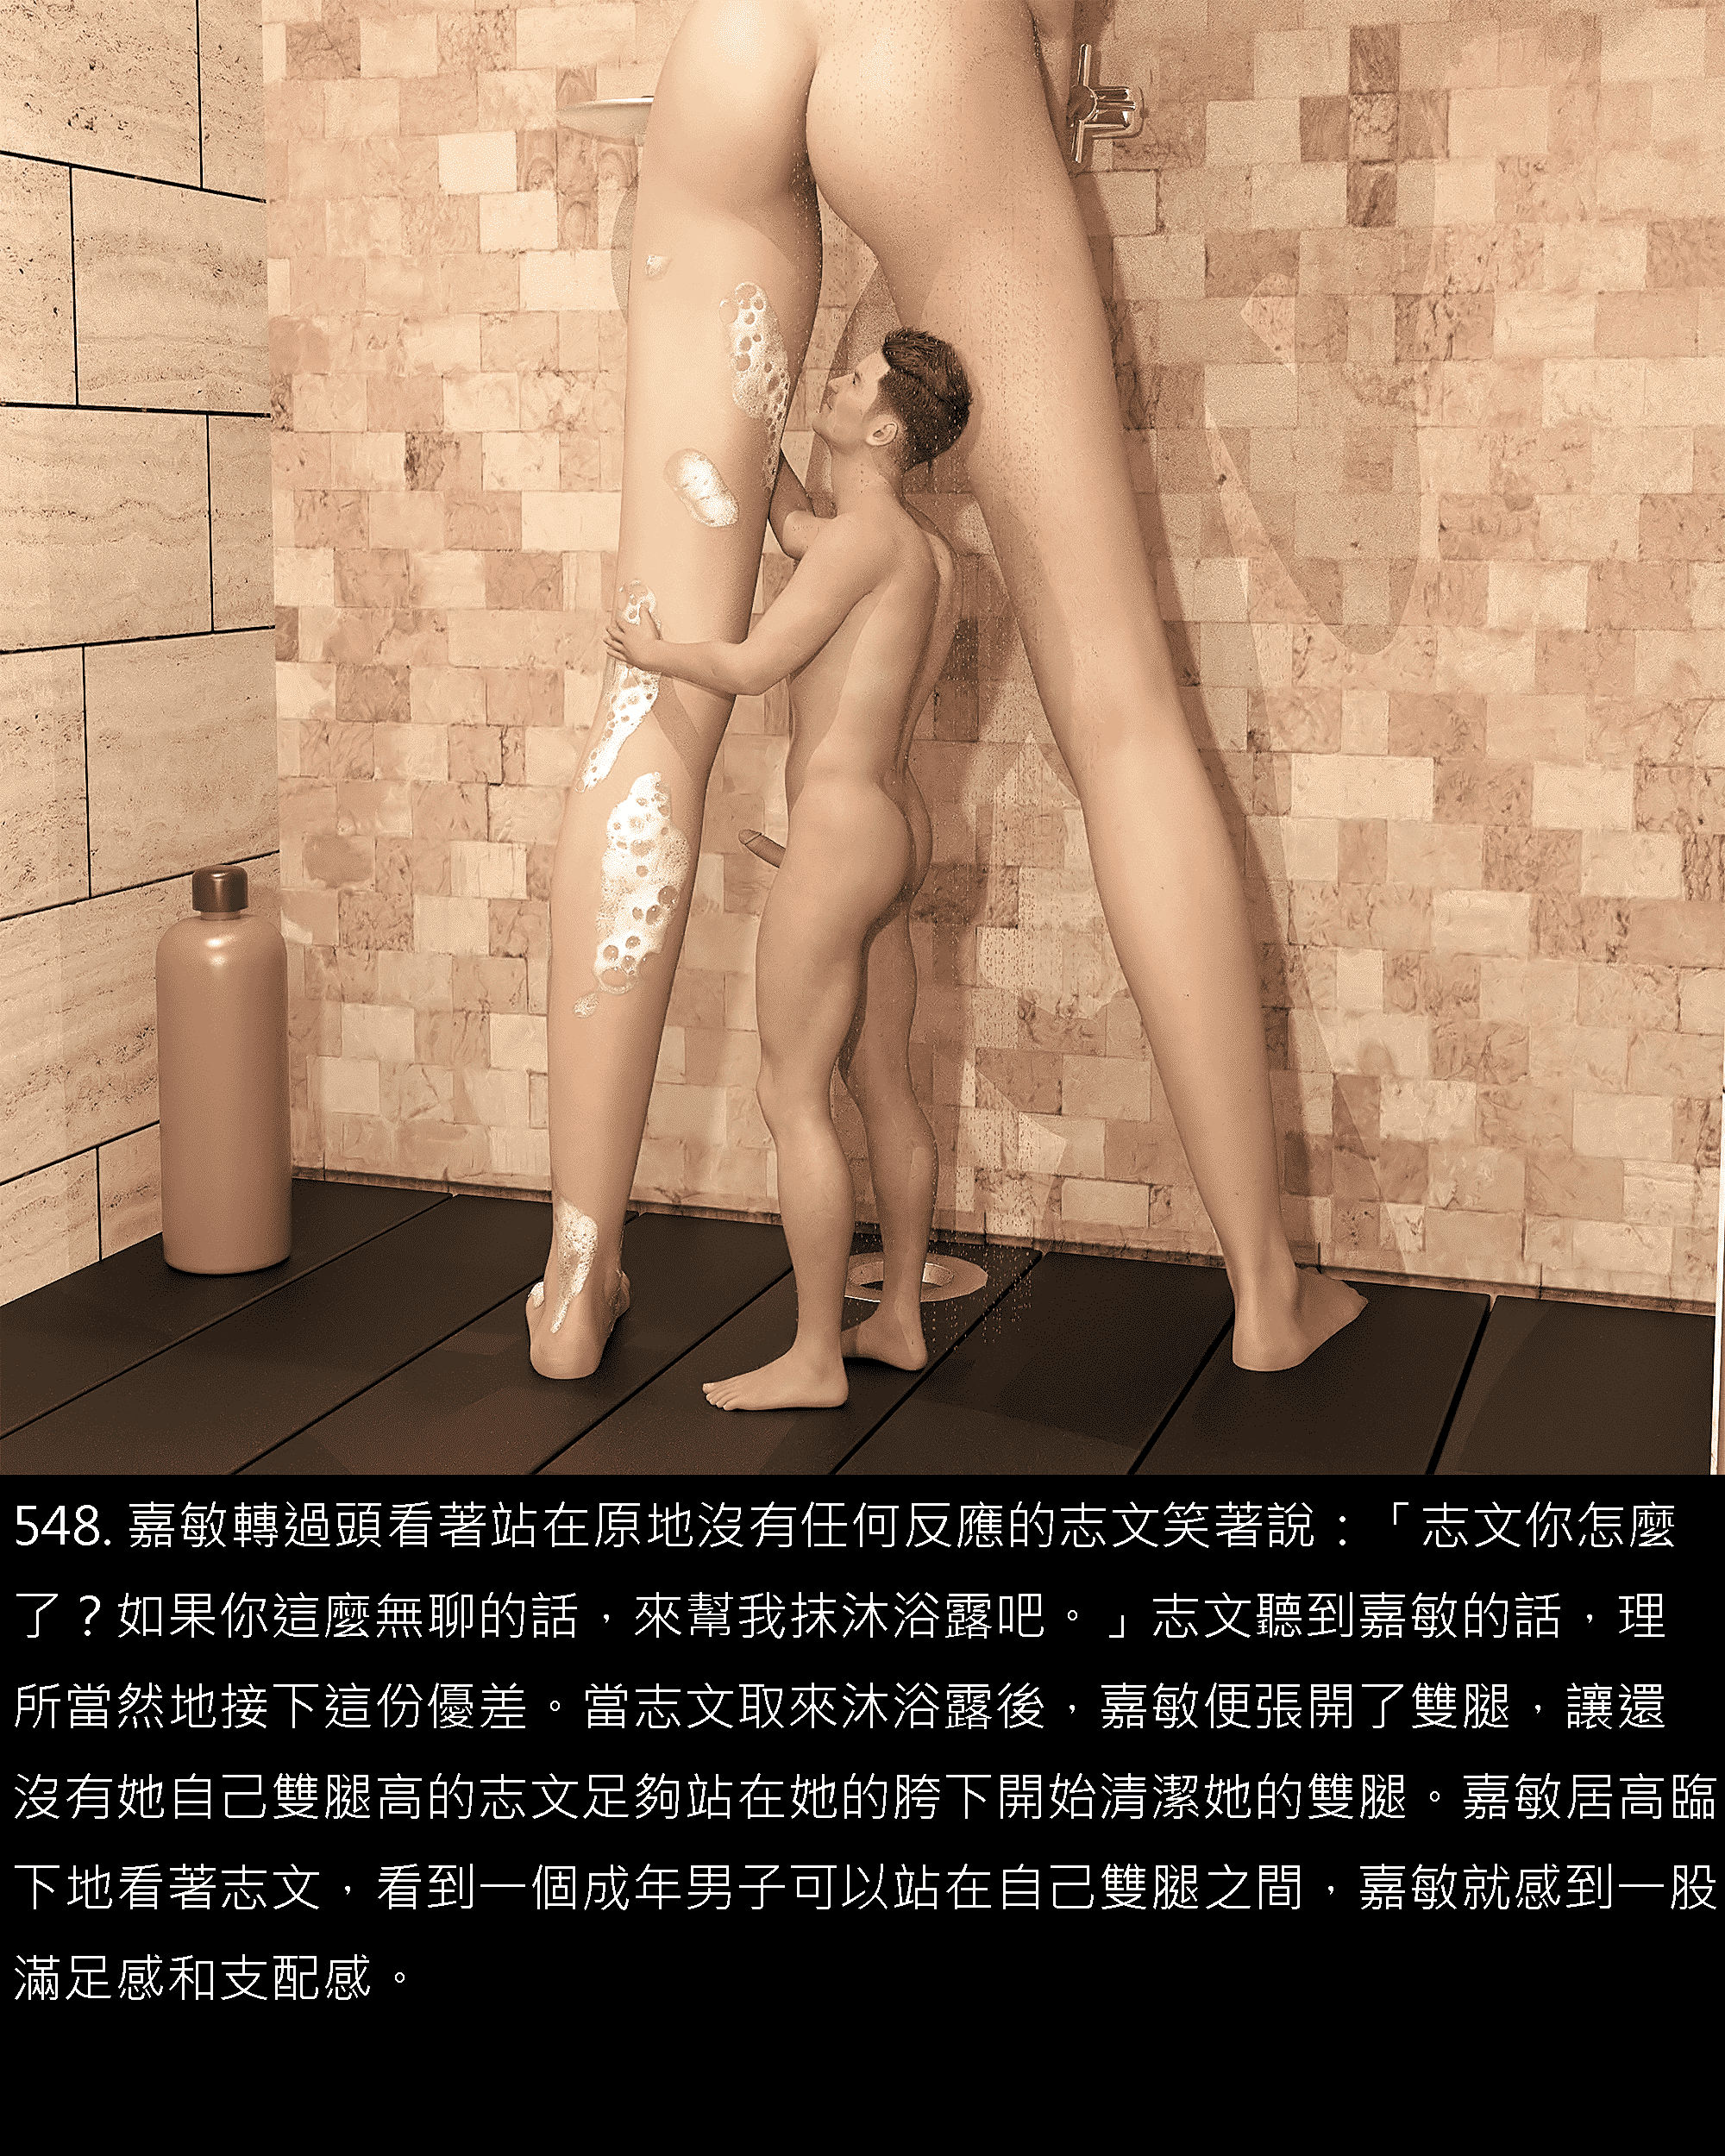 548. 嘉敏轉過頭看著站在原地沒有任何反應的志文笑著說：「志文你怎麼
了？如果你這麼無聊的話，來幫我抹沐浴露吧。」志文聽到嘉敏的話，理
所當然地接下這份優差。當志文取來沐浴露後，嘉敏便張開了雙腿，讓還
沒有她自己雙腿高的志文足夠站在她的胯下開始清潔她的雙腿。嘉敏居高臨
下地看著志文，看到一個成年男子可以站在自己雙腿之間，嘉敏就感到一股
滿足感和支配感。